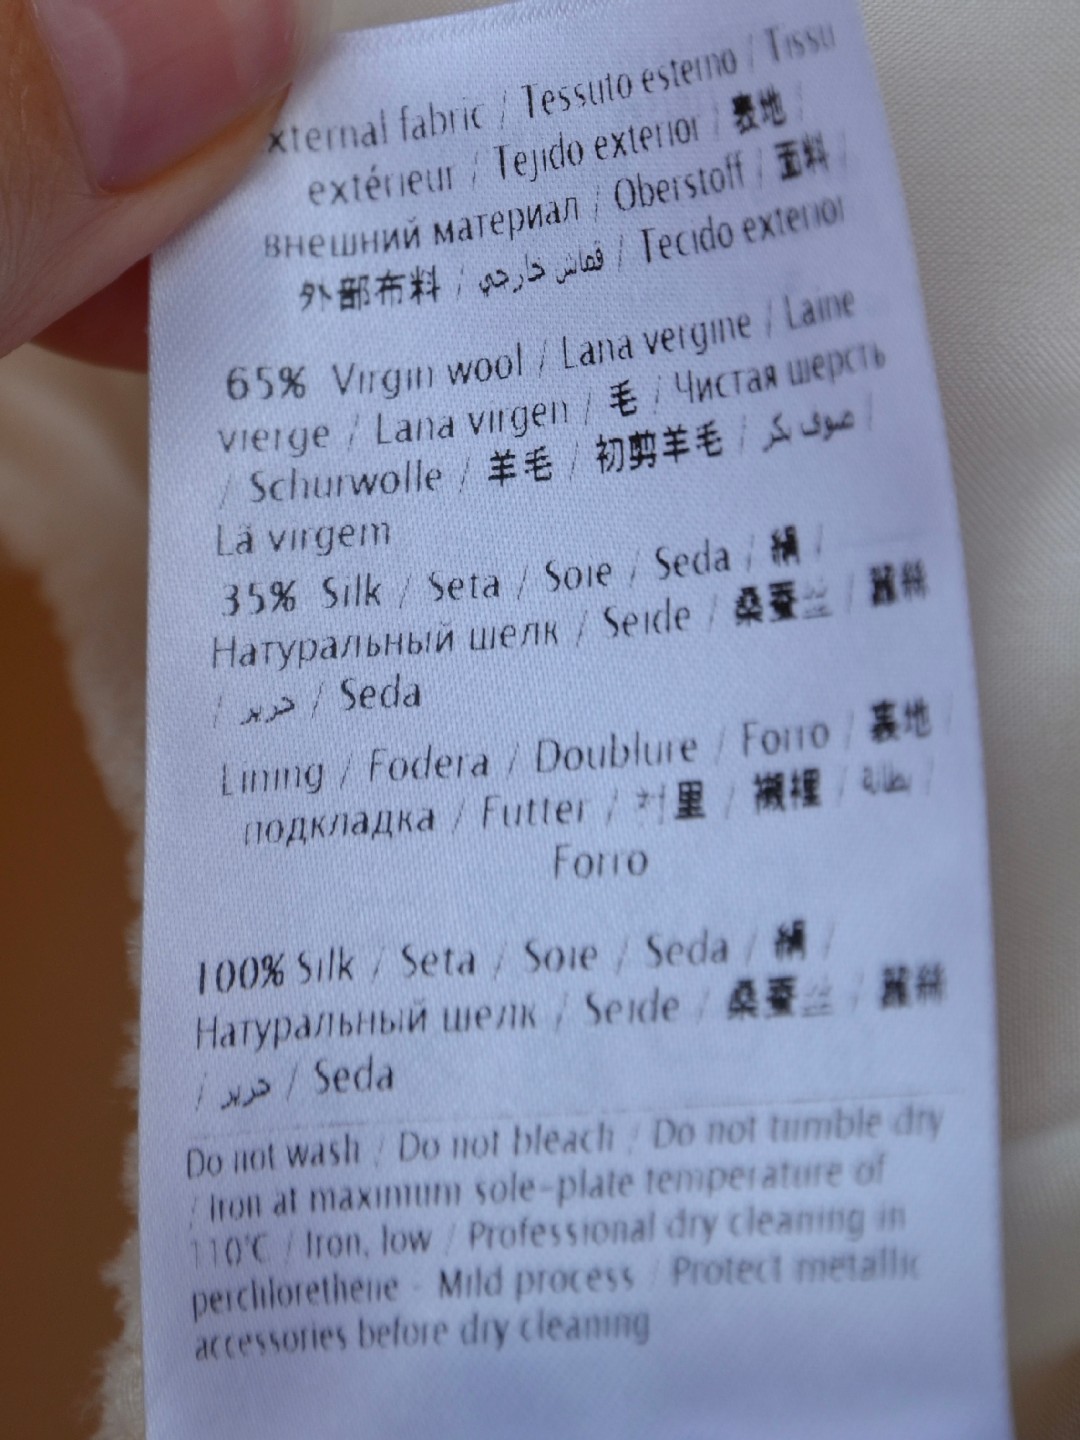 xternal fabric / Tessuto esterno / Tissu
extérieur / Tejido exterior / 表地 /
внешний материал / Oberstoff / 面料 /
外部布料 / قماش خارجي / Tecido exterior
65% Virgin wool / Lana vergine / Laine
vierge / Lana virgen / 毛 / Чистая шерсть
/ Schurwolle / 羊毛 / 初剪羊毛 / صوف بكر /
Lã virgem
35% Silk / Seta / Soie / Seda / 絹 /
Натуральный шелк / Seide / 桑蚕丝 / 蠶絲
/ حرير / Seda
Lining / Fodera / Doublure / Forro / 裏地 /
подкладка / Futter / 衬里 / 襯裡 / بطانة /
Forro
100% Silk / Seta / Soie / Seda / 絹 /
Натуральный шелк / Seide / 桑蚕丝 / 蠶絲
/ حرير / Seda
Do not wash / Do not bleach / Do not tumble dry
/ Iron at maximum sole-plate temperature of
110°C / Iron, low / Professional dry cleaning in
perchlorethene - Mild process / Protect metallic
accessories before dry cleaning